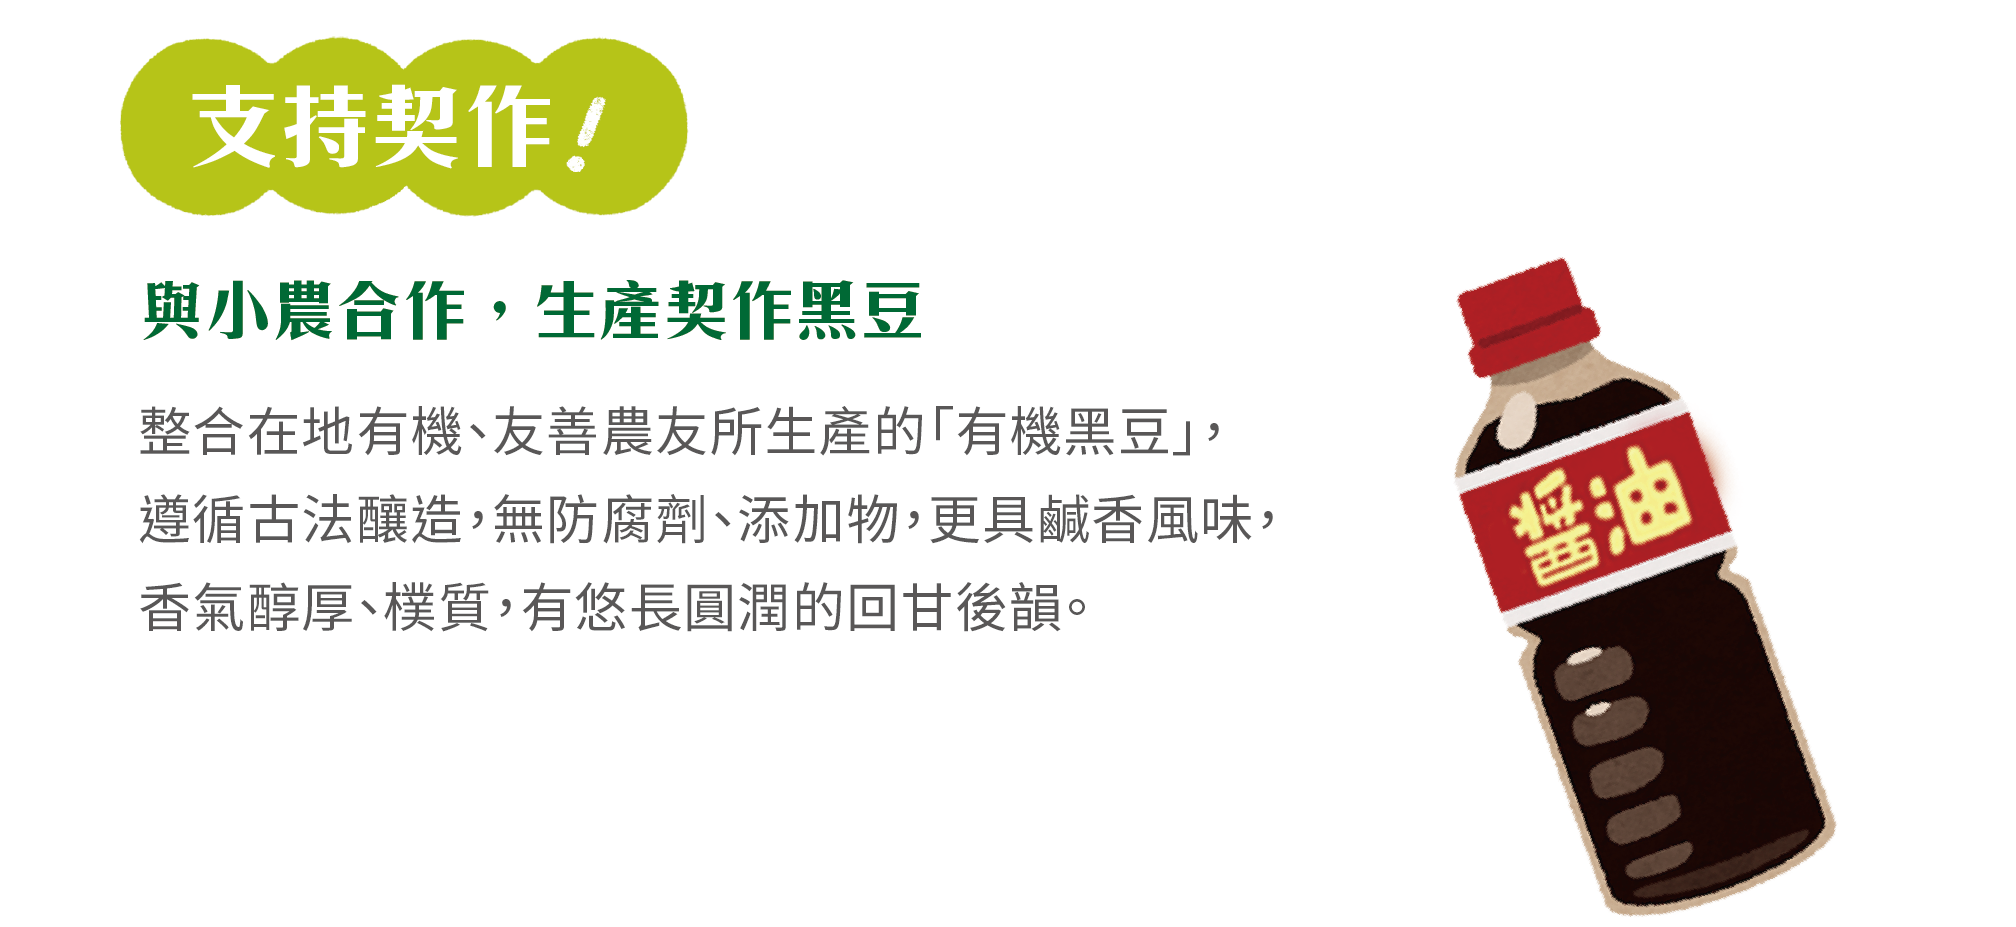 支持契作！
與小農合作，生產契作黑豆
整合在地有機、友善農友所生產的「有機黑豆」，
遵循古法釀造，無防腐劑、添加物，更具鹹香風味，
香氣醇厚、樸質，有悠長圓潤的回甘後韻。
醤油